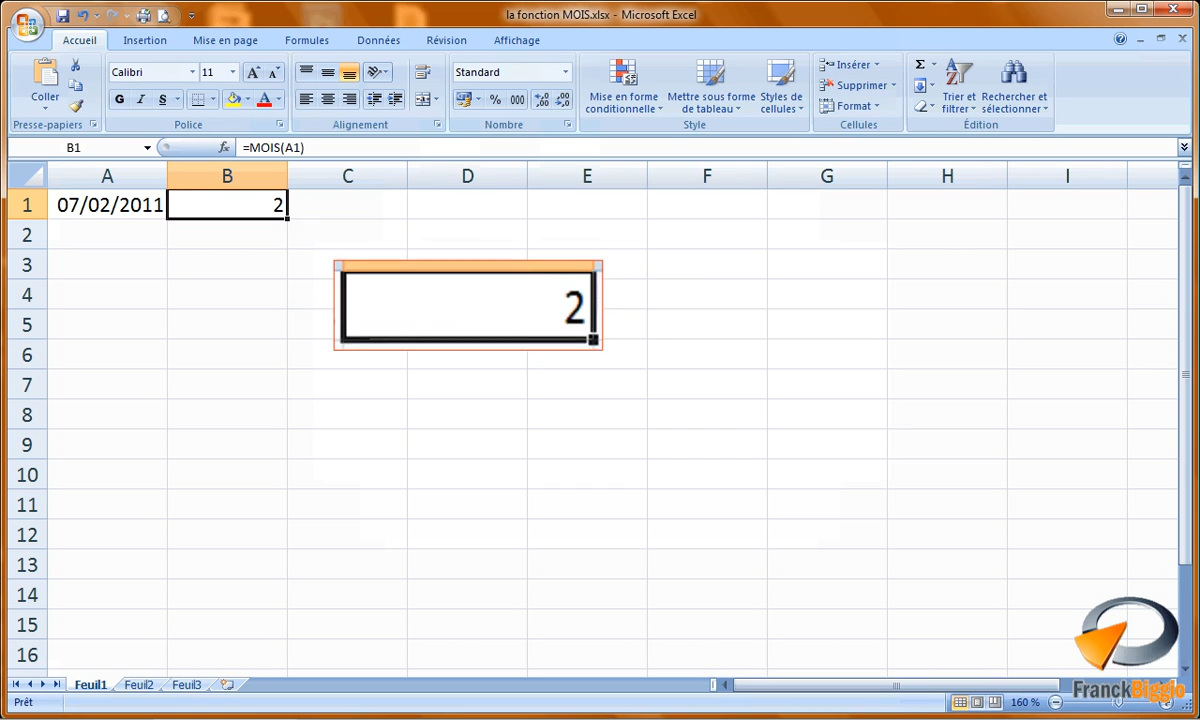 la fonction MOIS.xlsx - Microsoft Excel
Accueil Insertion Mise en page Formules Données Révision Affichage
Coller
Presse-papiers
Calibri 11
G I S
Police
Alignement
Standard
% 000
Nombre
Mise en forme conditionnelle
Mettre sous forme de tableau
Styles de cellules
Style
Insérer
Supprimer
Format
Cellules
Σ
Trier et filtrer
Rechercher et sélectionner
Édition
B1 fx =MOIS(A1)
A B C D E F G H I
1 07/02/2011 2
2
3
4 2
5
6
7
8
9
10
11
12
13
14
15
16
Feuil1 Feuil2 Feuil3
FranckBigglo
Prêt 160 %